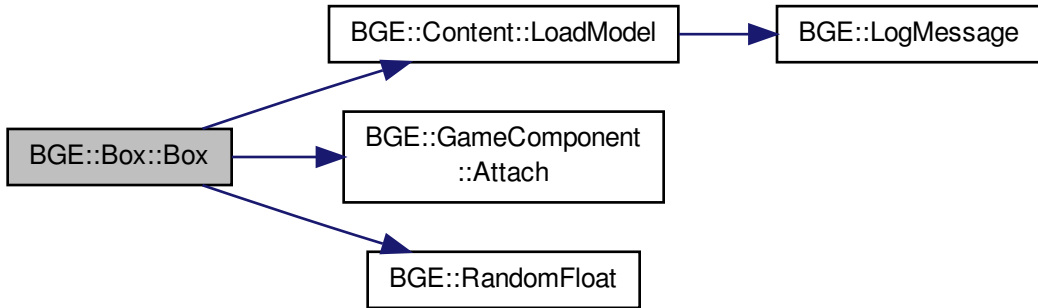 BGE::Content::LoadModel
BGE::LogMessage
BGE::Box::Box
BGE::GameComponent
::Attach
BGE::RandomFloat